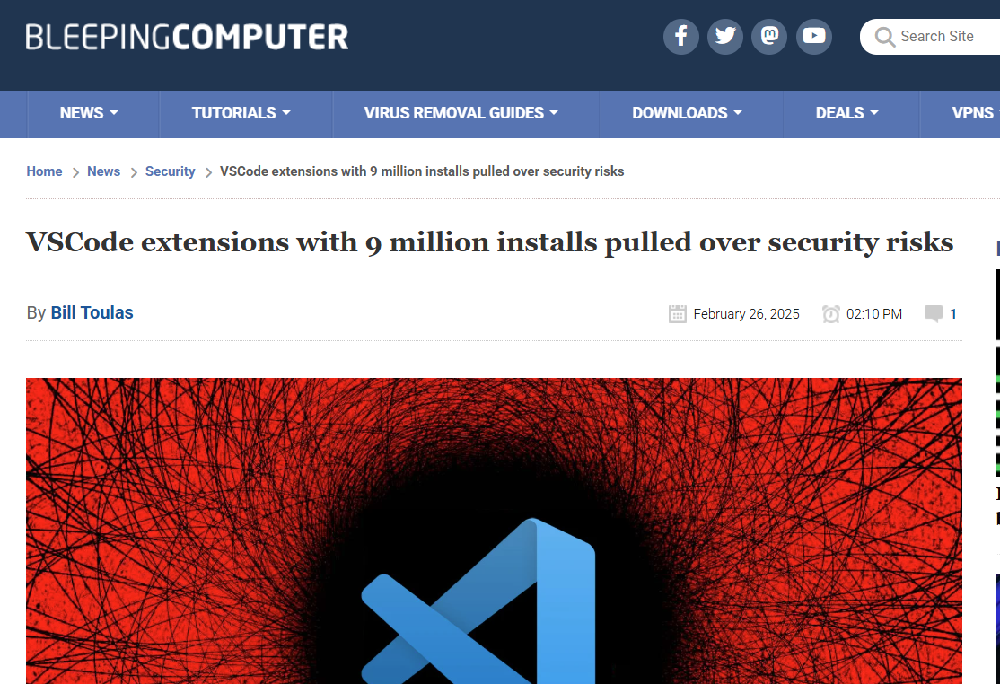 BLEEPINGCOMPUTER
Search Site
NEWS TUTORIALS VIRUS REMOVAL GUIDES DOWNLOADS DEALS VPNS
Home > News > Security > VSCode extensions with 9 million installs pulled over security risks
VSCode extensions with 9 million installs pulled over security risks
By Bill Toulas February 26, 2025 02:10 PM 1